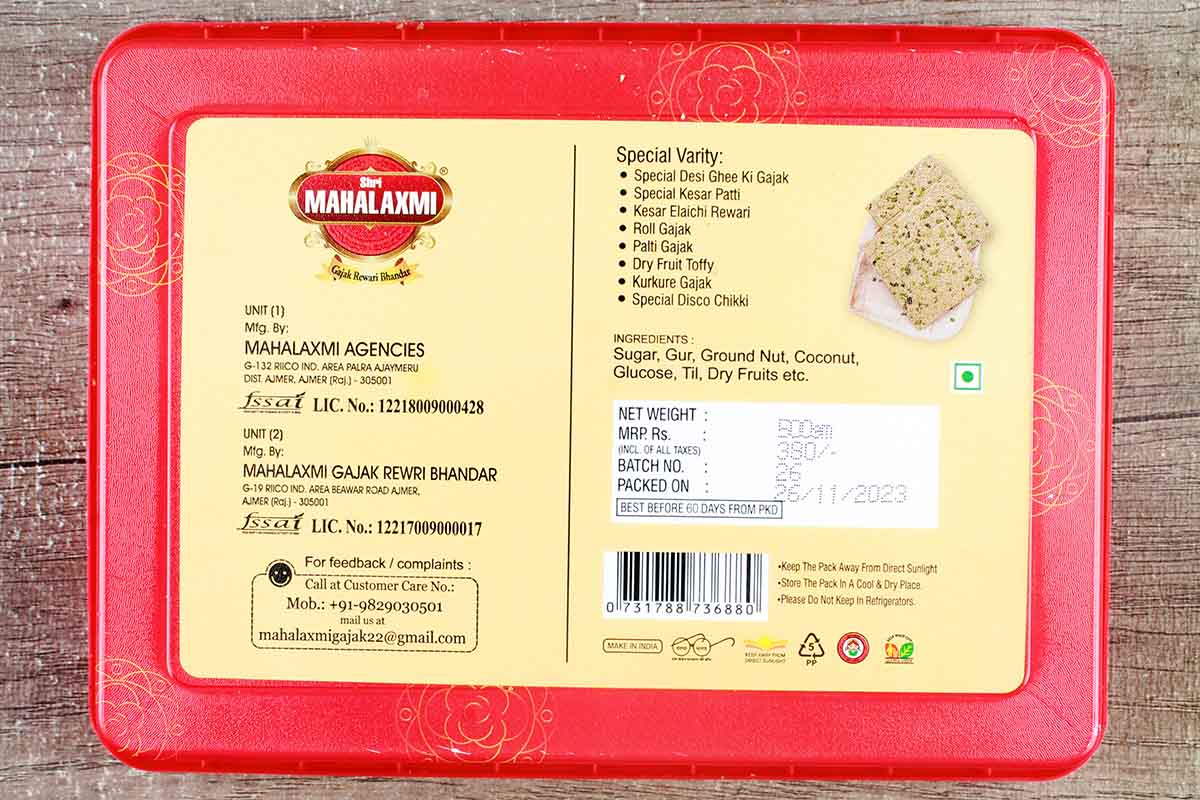 Shri
MAHALAXMI
®
Gajak Rewari Bhandar
UNIT (1)
Mfg. By:
MAHALAXMI AGENCIES
G-132 RIICO IND. AREA PALRA AJAYMERU
DIST. AJMER, AJMER (Raj.) - 305001
fssai LIC. No.: 12218009000428
UNIT (2)
Mfg. By:
MAHALAXMI GAJAK REWRI BHANDAR
G-19 RIICO IND. AREA BEAWAR ROAD AJMER,
AJMER (Raj.) - 305001
fssai LIC. No.: 12217009000017
For feedback / complaints :
Call at Customer Care No.:
Mob.: +91-9829030501
mail us at
mahalaxmigajak22@gmail.com
Special Varity:
• Special Desi Ghee Ki Gajak
• Special Kesar Patti
• Kesar Elaichi Rewari
• Roll Gajak
• Palti Gajak
• Dry Fruit Toffy
• Kurkure Gajak
• Special Disco Chikki
INGREDIENTS :
Sugar, Gur, Ground Nut, Coconut,
Glucose, Til, Dry Fruits etc.
NET WEIGHT : 500gm
MRP. Rs. : 380/-
(INCL. OF ALL TAXES)
BATCH NO. : 26
PACKED ON : 26/11/2023
BEST BEFORE 60 DAYS FROM PKD
0 731788 736880
•Keep The Pack Away From Direct Sunlight
•Store The Pack In A Cool & Dry Place.
•Please Do Not Keep In Refrigerators.
MAKE IN INDIA
KEEP AWAY FROM
DIRECT SUNLIGHT
5
PP